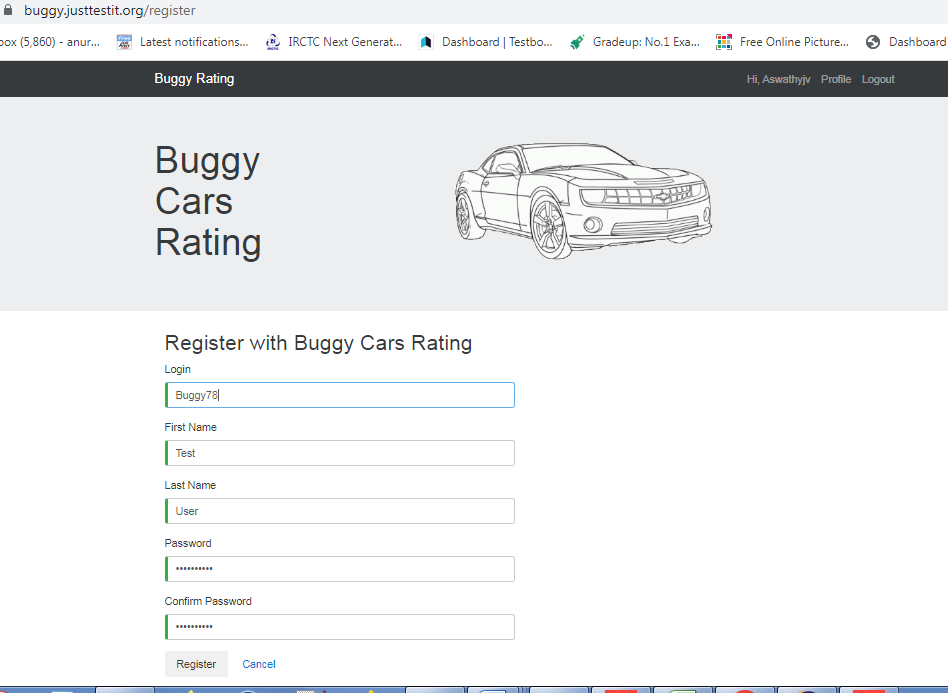 buggy.justtestit.org/register
box (5,860) - anur... Latest notifications... IRCTC Next Generat... Dashboard | Testbo... Gradeup: No.1 Exa... Free Online Picture... Dashboard
Buggy Rating Hi, Aswathyjv Profile Logout
Buggy
Cars
Rating
Register with Buggy Cars Rating
Login
Buggy78
First Name
Test
Last Name
User
Password
••••••••••
Confirm Password
••••••••••
Register Cancel